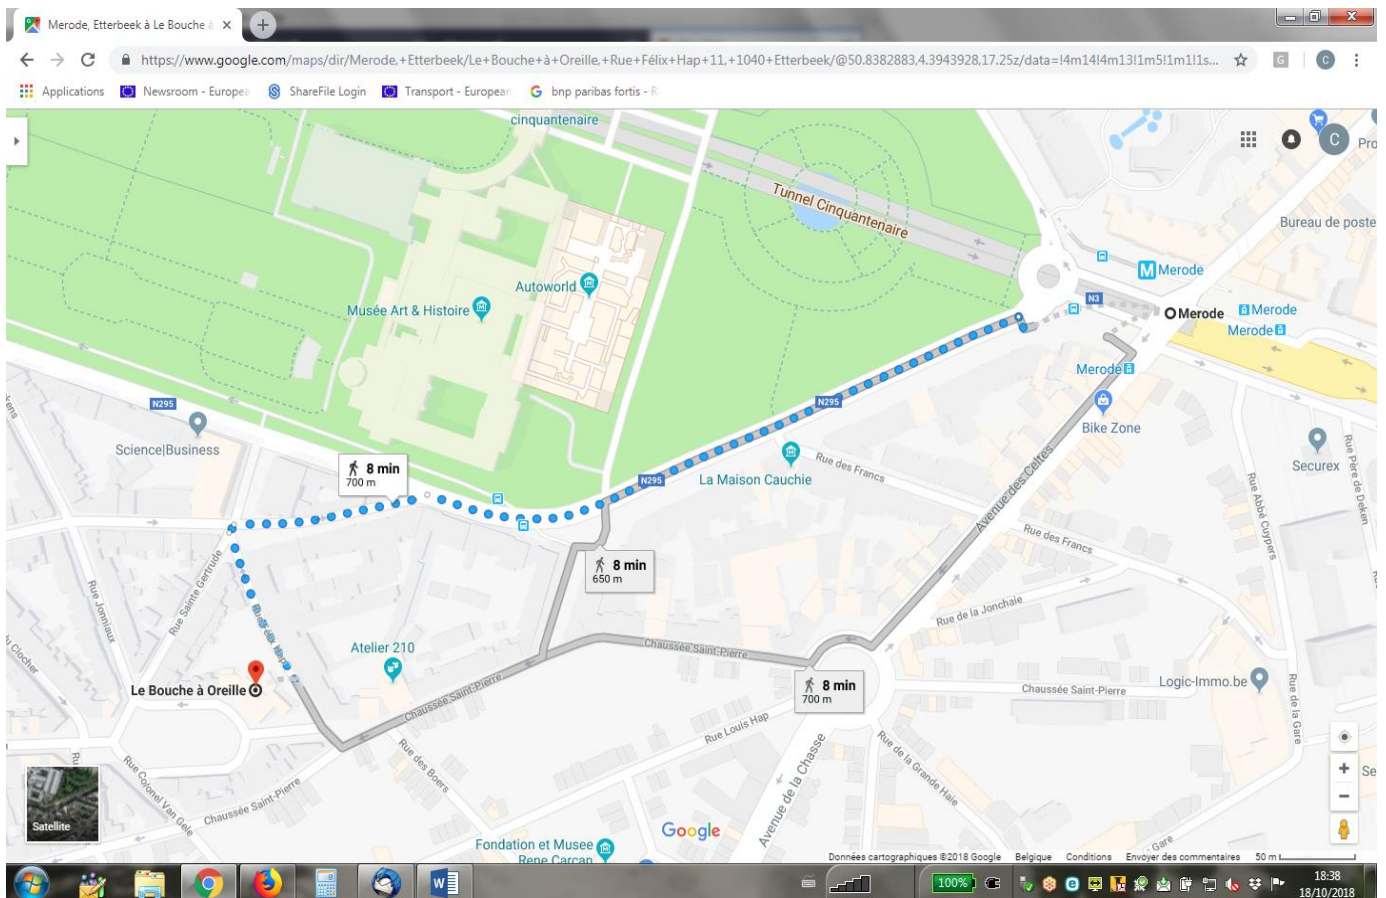 Merode, Etterbeek à Le Bouche à
https://www.google.com/maps/dir/Merode,+Etterbeek/Le+Bouche+à+Oreille,+Rue+Félix+Hap+11,+1040+Etterbeek/@50.8382883,4.3943928,17.25z/data=!4m14!4m13!1m5!1m1!1s...
G
C
Applications
Newsroom - Europea
ShareFile Login
Transport - European
bnp paribas fortis - R
cinquantenaire
C
Pro
Tunnel Cinquantenaire
Bureau de poste
M Merode
Autoworld
Musée Art & Histoire
N3
Merode
Merode
Merode
Merode
N295
N295
Bike Zone
Science|Business
8 min
700 m
N295
La Maison Cauchie
Rue des Francs
Avenue des Celtes
Securex
Rue Père de Deken
Rue Abbé Cuypers
Rue des Francs
8 min
650 m
Rue Jonniaux
Rue Sainte Gertrude
Rue Félix Hap
du Clocher
Rue de la Jonchaie
Atelier 210
Chaussée Saint-Pierre
Le Bouche à Oreille
8 min
700 m
Chaussée Saint-Pierre
Logic-Immo.be
Chaussée Saint-Pierre
Rue Louis Hap
Rue de la Gare
Rue des Boers
Rue Colonel Van Gele
Avenue de la Chasse
Rue de la Grande Haie
Chaussée Saint-Pierre
Satellite
Google
Fondation et Musee
Rene Carcan
Gare
Se
Données cartographiques ©2018 Google
Belgique
Conditions
Envoyer des commentaires
50 m
100%
18:38
18/10/2018